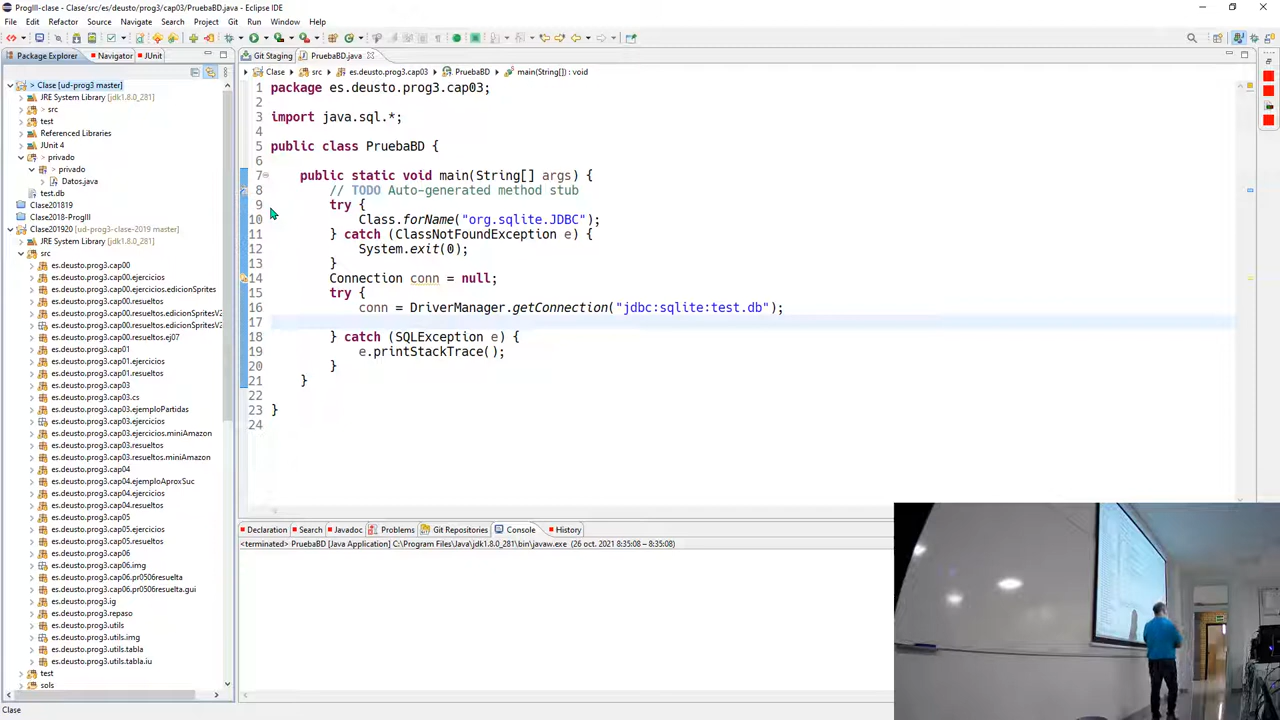 ProgIII-clase - Clase/src/es/deusto/prog3/cap03/PruebaBD.java - Eclipse IDE
File Edit Refactor Source Navigate Search Project Git Run Window Help
Package Explorer Navigator JUnit
> Clase [ud-prog3 master]
JRE System Library [jdk1.8.0_281]
> src
test
Referenced Libraries
JUnit 4
> privado
> privado
> Datos.java
test.db
Clase201819
Clase2018-ProgIII
Clase201920 [ud-prog3-clase-2019 master]
JRE System Library [jdk1.8.0_281]
src
es.deusto.prog3.cap00
es.deusto.prog3.cap00.ejercicios
es.deusto.prog3.cap00.ejercicios.edicionSprites
es.deusto.prog3.cap00.resueltos
es.deusto.prog3.cap00.resueltos.edicionSprites
es.deusto.prog3.cap00.resueltos.edicionSpritesV2
es.deusto.prog3.cap00.resueltos.ej07
es.deusto.prog3.cap01
es.deusto.prog3.cap01.ejercicios
es.deusto.prog3.cap01.resueltos
es.deusto.prog3.cap03
es.deusto.prog3.cap03.cs
es.deusto.prog3.cap03.ejemploPartidas
es.deusto.prog3.cap03.ejercicios
es.deusto.prog3.cap03.ejercicios.miniAmazon
es.deusto.prog3.cap03.resueltos
es.deusto.prog3.cap03.resueltos.miniAmazon
es.deusto.prog3.cap04
es.deusto.prog3.cap04.ejemploAproxSuc
es.deusto.prog3.cap04.ejercicios
es.deusto.prog3.cap04.resueltos
es.deusto.prog3.cap05
es.deusto.prog3.cap05.ejercicios
es.deusto.prog3.cap05.resueltos
es.deusto.prog3.cap06
es.deusto.prog3.cap06.img
es.deusto.prog3.cap06.pr0506resuelta
es.deusto.prog3.cap06.pr0506resuelta.gui
es.deusto.prog3.ig
es.deusto.prog3.repaso
es.deusto.prog3.utils
es.deusto.prog3.utils.img
es.deusto.prog3.utils.tabla
es.deusto.prog3.utils.tabla.iu
test
sols
Clase
Git Staging PruebaBD.java
Clase src es.deusto.prog3.cap03 PruebaBD main(String[]) : void
1 package es.deusto.prog3.cap03;
2
3 import java.sql.*;
4
5 public class PruebaBD {
6
7 public static void main(String[] args) {
8 // TODO Auto-generated method stub
9 try {
10 Class.forName("org.sqlite.JDBC");
11 } catch (ClassNotFoundException e) {
12 System.exit(0);
13 }
14 Connection conn = null;
15 try {
16 conn = DriverManager.getConnection("jdbc:sqlite:test.db");
17
18 } catch (SQLException e) {
19 e.printStackTrace();
20 }
21 }
22
23 }
24
Declaration Search Javadoc Problems Git Repositories Console History
<terminated> PruebaBD [Java Application] C:\Program Files\Java\jdk1.8.0_281\bin\javaw.exe (26 oct. 2021 8:35:08 – 8:35:08)